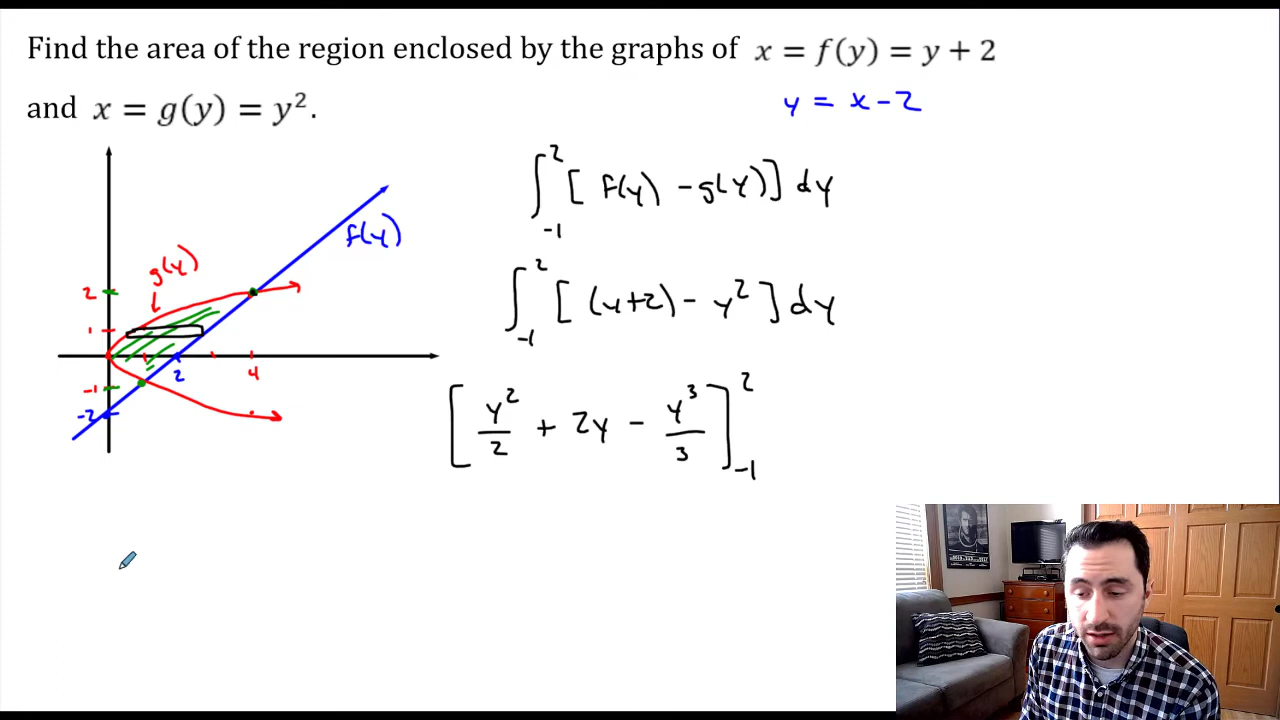 Find the area of the region enclosed by the graphs of x = f(y) = y + 2
and x = g(y) = y².
y = x - 2
∫_{-1}^{2} [ f(y) - g(y) ] dy
∫_{-1}^{2} [ (y+2) - y² ] dy
[ y²/2 + 2y - y³/3 ]_{-1}^{2}
f(y)
g(y)
2
1
-1
-2
2
4